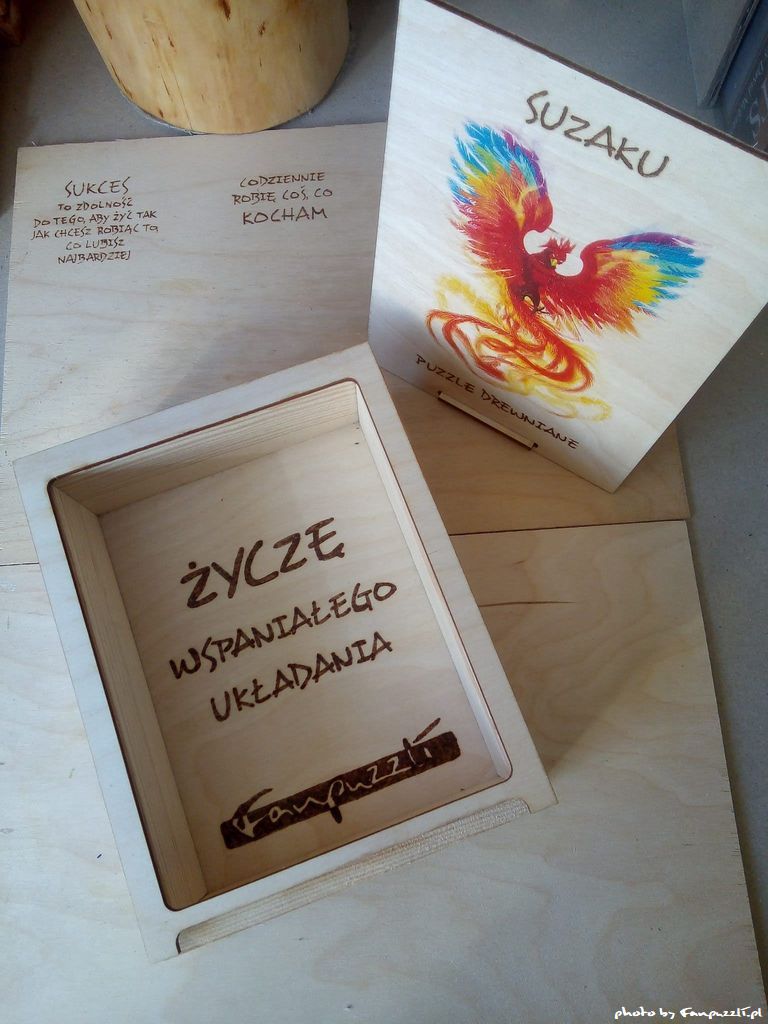 SUKCES
TO ZDOLNOŚĆ
DO TEGO, ABY ŻYĆ TAK
JAK CHCESZ ROBIĄC TO,
CO LUBISZ
NAJBARDZIEJ
CODZIENNIE
ROBIĘ COŚ, CO
KOCHAM
SUZAKU
PUZZLE DREWNIANE
ŻYCZĘ
WSPANIAŁEGO
UKŁADANIA
Fanpuzzli
photo by Fanpuzzli.pl